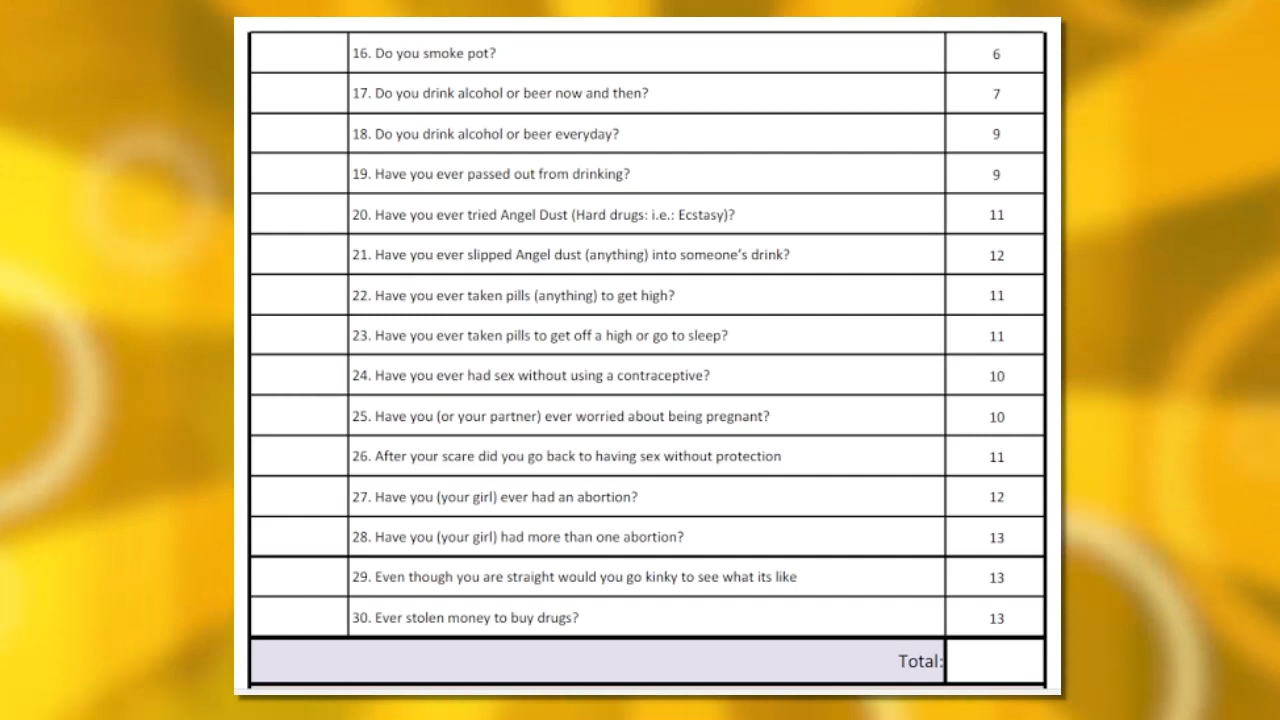 16. Do you smoke pot? 6
17. Do you drink alcohol or beer now and then? 7
18. Do you drink alcohol or beer everyday? 9
19. Have you ever passed out from drinking? 9
20. Have you ever tried Angel Dust (Hard drugs: i.e.: Ecstasy)? 11
21. Have you ever slipped Angel dust (anything) into someone's drink? 12
22. Have you ever taken pills (anything) to get high? 11
23. Have you ever taken pills to get off a high or go to sleep? 11
24. Have you ever had sex without using a contraceptive? 10
25. Have you (or your partner) ever worried about being pregnant? 10
26. After your scare did you go back to having sex without protection 11
27. Have you (your girl) ever had an abortion? 12
28. Have you (your girl) had more than one abortion? 13
29. Even though you are straight would you go kinky to see what its like 13
30. Ever stolen money to buy drugs? 13
Total: